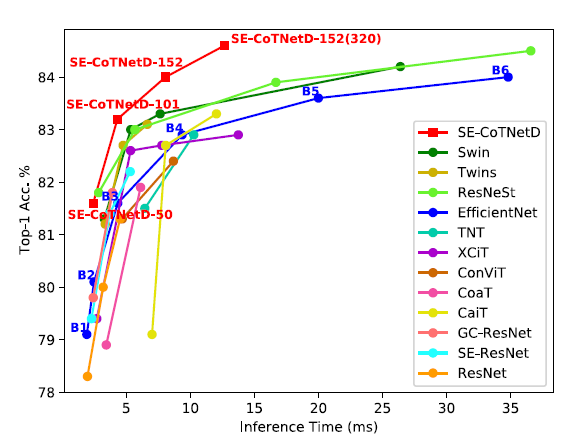 SE-CoTNetD-152(320)
SE-CoTNetD-152
84
B6
B5
SE-CoTNetD-101
83
B4
SE-CoTNetD
Swin
Twins
ResNeSt
EfficientNet
TNT
XCiT
ConViT
CoaT
CaiT
GC-ResNet
SE-ResNet
ResNet
82
B3
SE-CoTNetD-50
81
B2
80
B1
79
78
Top-1 Acc. %
5 10 15 20 25 30 35
Inference Time (ms)